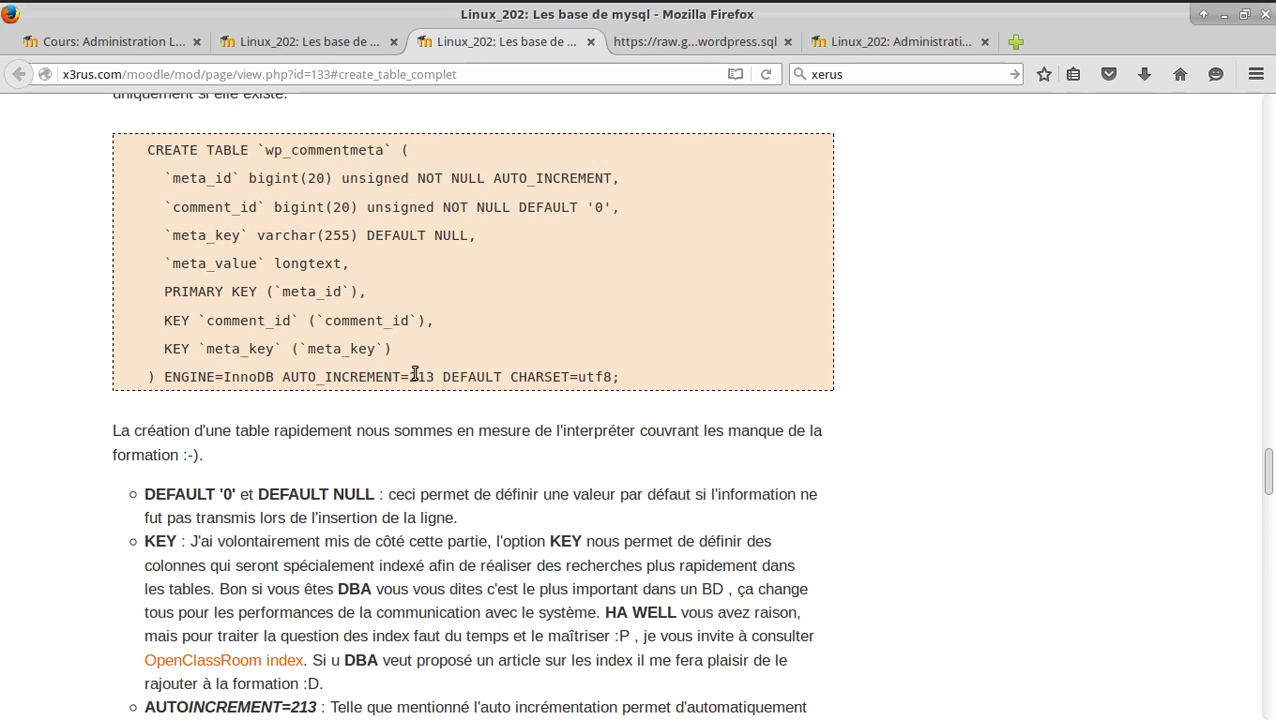 Linux_202: Les base de mysql - Mozilla Firefox
Cours: Administration L...
Linux_202: Les base de ...
Linux_202: Les base de ...
https://raw.g...wordpress.sql
Linux_202: Administrati...
x3rus.com/moodle/mod/page/view.php?id=133#create_table_complet
xerus
uniquement si elle existe.
CREATE TABLE `wp_commentmeta` (
`meta_id` bigint(20) unsigned NOT NULL AUTO_INCREMENT,
`comment_id` bigint(20) unsigned NOT NULL DEFAULT '0',
`meta_key` varchar(255) DEFAULT NULL,
`meta_value` longtext,
PRIMARY KEY (`meta_id`),
KEY `comment_id` (`comment_id`),
KEY `meta_key` (`meta_key`)
) ENGINE=InnoDB AUTO_INCREMENT=213 DEFAULT CHARSET=utf8;
La création d'une table rapidement nous sommes en mesure de l'interpréter couvrant les manque de la
formation :-).
DEFAULT '0' et DEFAULT NULL : ceci permet de définir une valeur par défaut si l'information ne
fut pas transmis lors de l'insertion de la ligne.
KEY : J'ai volontairement mis de côté cette partie, l'option KEY nous permet de définir des
colonnes qui seront spécialement indexé afin de réaliser des recherches plus rapidement dans
les tables. Bon si vous êtes DBA vous vous dites c'est le plus important dans un BD , ça change
tous pour les performances de la communication avec le système. HA WELL vous avez raison,
mais pour traiter la question des index faut du temps et le maîtriser :P , je vous invite à consulter
OpenClassRoom index. Si u DBA veut proposé un article sur les index il me fera plaisir de le
rajouter à la formation :D.
AUTOINCREMENT=213 : Telle que mentionné l'auto incrémentation permet d'automatiquement